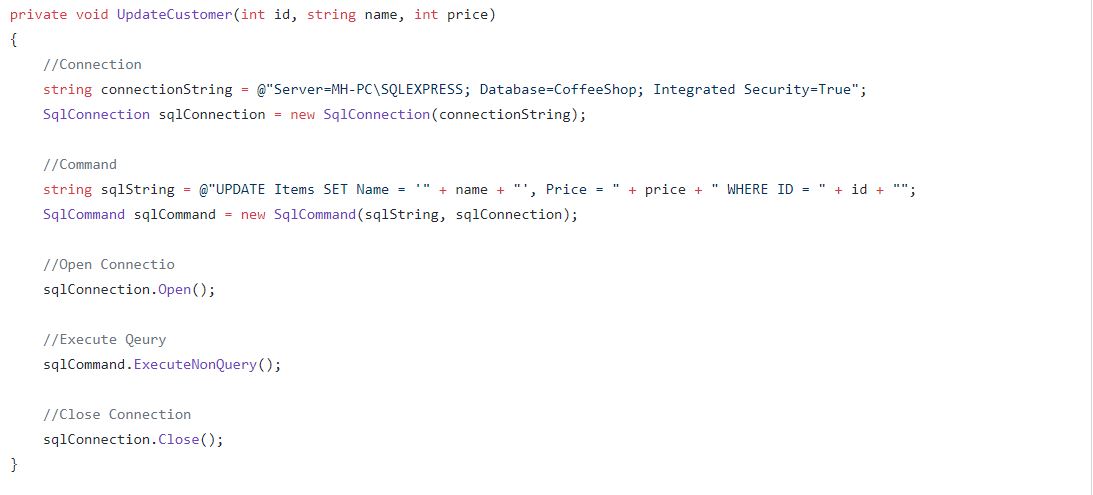 private void UpdateCustomer(int id, string name, int price)
{
//Connection
string connectionString = @"Server=MH-PC\SQLEXPRESS; Database=CoffeeShop; Integrated Security=True";
SqlConnection sqlConnection = new SqlConnection(connectionString);
//Command
string sqlString = @"UPDATE Items SET Name = '" + name + "', Price = " + price + " WHERE ID = " + id + "";
SqlCommand sqlCommand = new SqlCommand(sqlString, sqlConnection);
//Open Connectio
sqlConnection.Open();
//Execute Qeury
sqlCommand.ExecuteNonQuery();
//Close Connection
sqlConnection.Close();
}